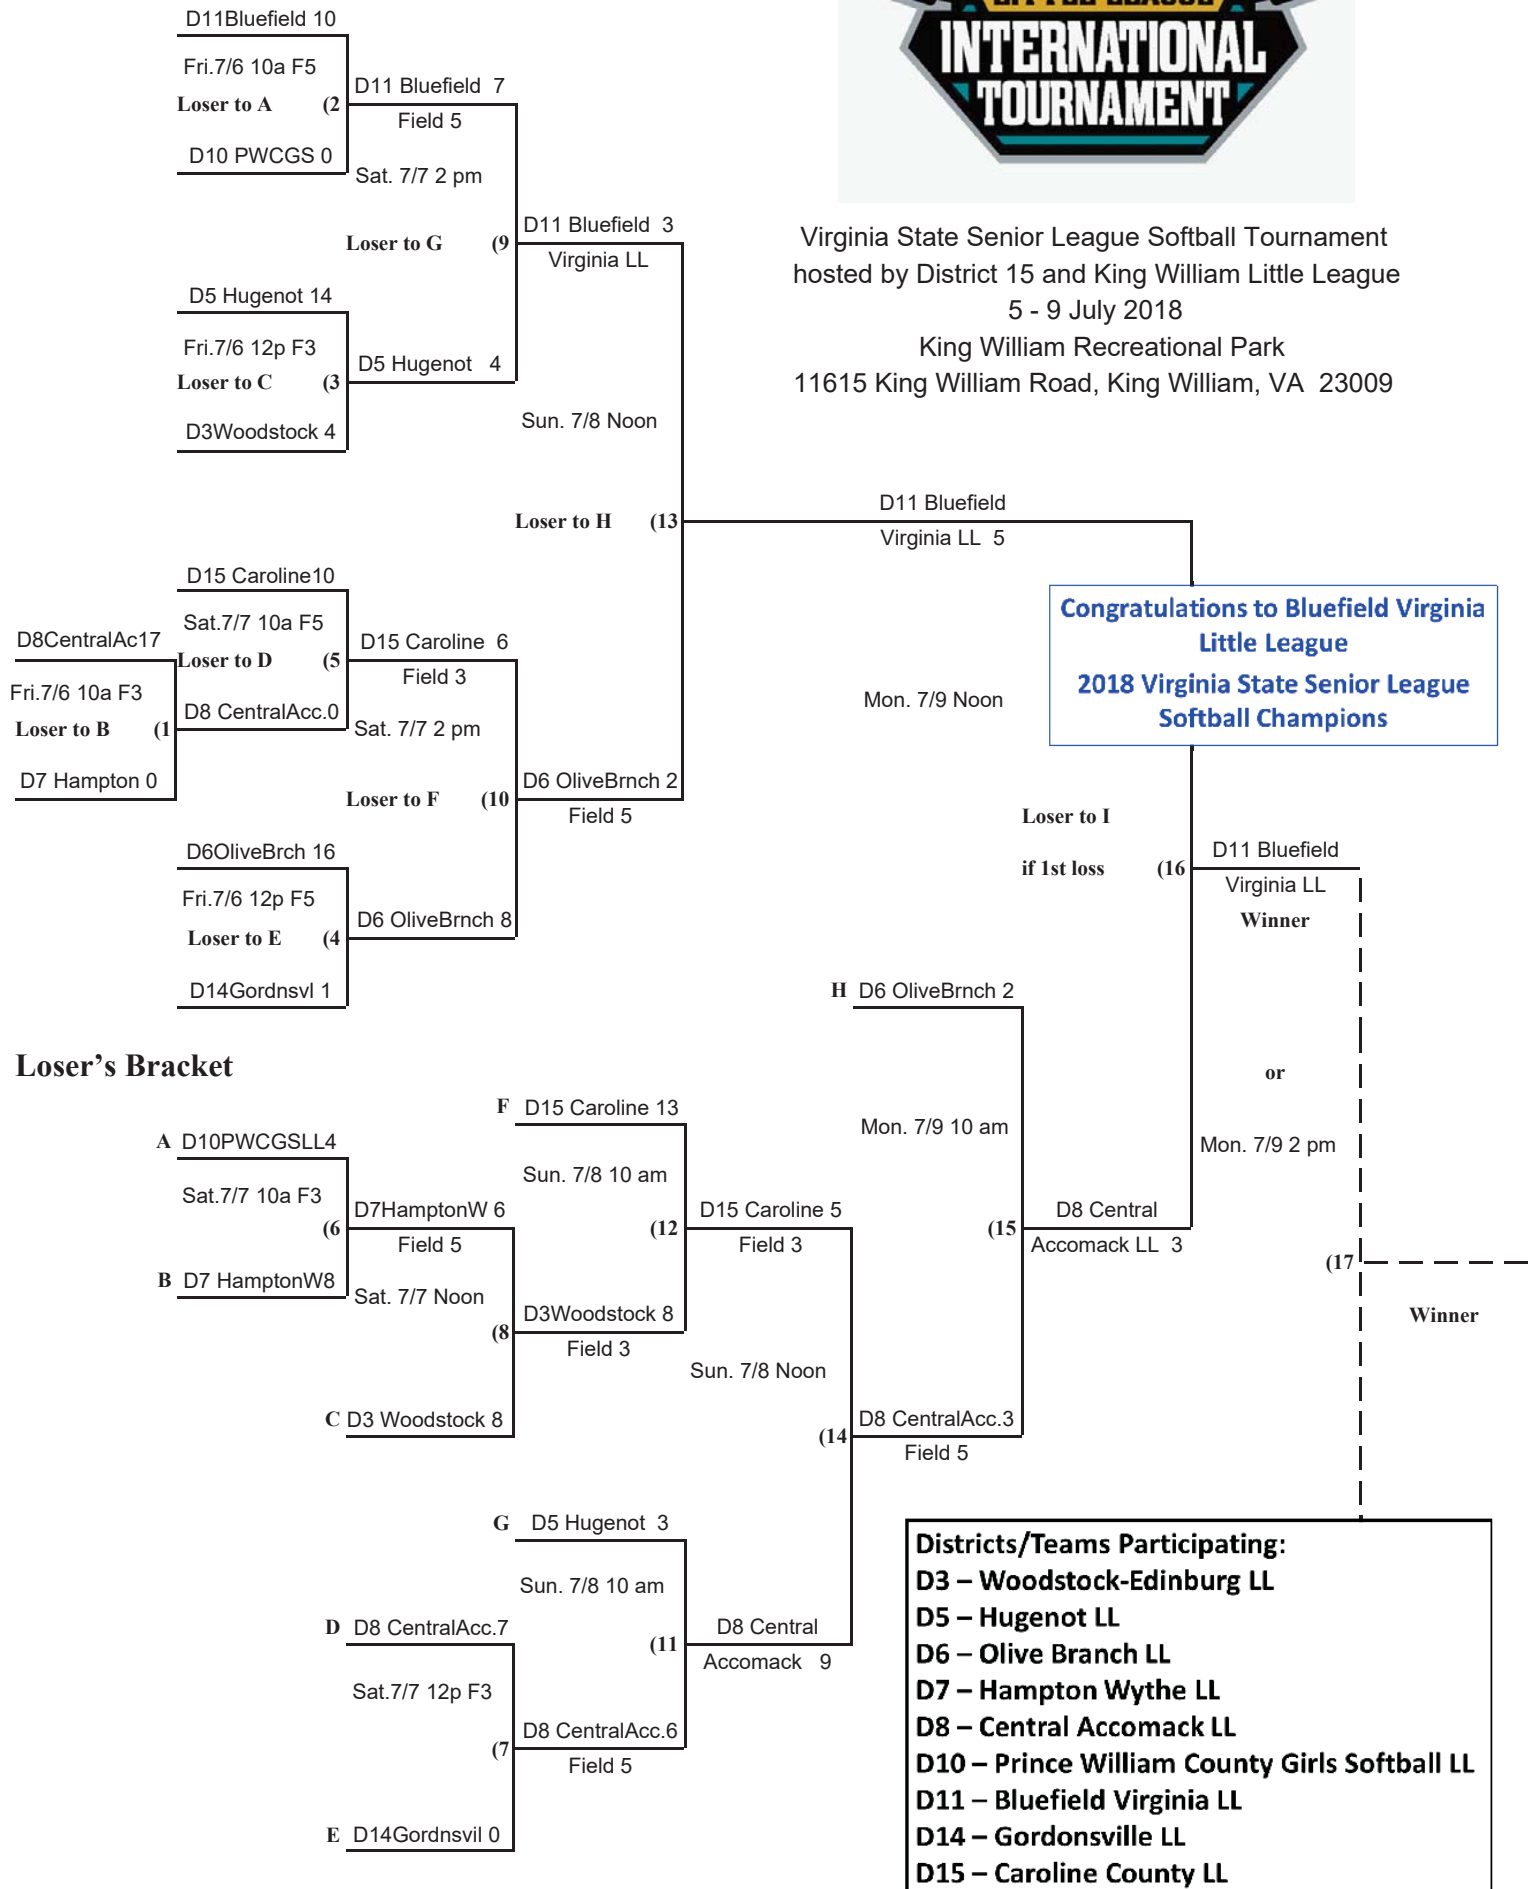 D11Bluefield 10
Fri.7/6 10a F5
Loser to A (2
D10 PWCGS 0
D11 Bluefield 7
Field 5
Sat. 7/7 2 pm
Loser to G (9
D5 Hugenot 14
Fri.7/6 12p F3
Loser to C (3
D3Woodstock 4
D5 Hugenot 4
D11 Bluefield 3
Virginia LL
Sun. 7/8 Noon
Loser to H (13
LITTLE LEAGUE
INTERNATIONAL
TOURNAMENT
Virginia State Senior League Softball Tournament
hosted by District 15 and King William Little League
5 - 9 July 2018
King William Recreational Park
11615 King William Road, King William, VA 23009
D11 Bluefield
Virginia LL 5
D15 Caroline10
Sat.7/7 10a F5
Loser to D (5
D8CentralAc17
Fri.7/6 10a F3
Loser to B (1
D7 Hampton 0
D8 CentralAcc.0
D15 Caroline 6
Field 3
Sat. 7/7 2 pm
Loser to F (10
D6 OliveBrnch 2
Field 5
D6OliveBrch 16
Fri.7/6 12p F5
Loser to E (4
D14Gordnsvl 1
D6 OliveBrnch 8
Mon. 7/9 Noon
Congratulations to Bluefield Virginia
Little League
2018 Virginia State Senior League
Softball Champions
Loser to I
if 1st loss (16
D11 Bluefield
Virginia LL
Winner
or
Mon. 7/9 2 pm
(17
Winner
Loser's Bracket
A D10PWCGSLL4
Sat.7/7 10a F3
(6
B D7 HamptonW8
D7HamptonW 6
Field 5
Sat. 7/7 Noon
(8
C D3 Woodstock 8
F D15 Caroline 13
Sun. 7/8 10 am
(12
D3Woodstock 8
Field 3
D15 Caroline 5
Field 3
Sun. 7/8 Noon
(14
H D6 OliveBrnch 2
Mon. 7/9 10 am
(15
D8 Central
Accomack LL 3
D8 CentralAcc.3
Field 5
G D5 Hugenot 3
Sun. 7/8 10 am
(11
D8 Central
Accomack 9
D D8 CentralAcc.7
Sat.7/7 12p F3
(7
D8 CentralAcc.6
Field 5
E D14Gordnsvil 0
Districts/Teams Participating:
D3 – Woodstock-Edinburg LL
D5 – Hugenot LL
D6 – Olive Branch LL
D7 – Hampton Wythe LL
D8 – Central Accomack LL
D10 – Prince William County Girls Softball LL
D11 – Bluefield Virginia LL
D14 – Gordonsville LL
D15 – Caroline County LL